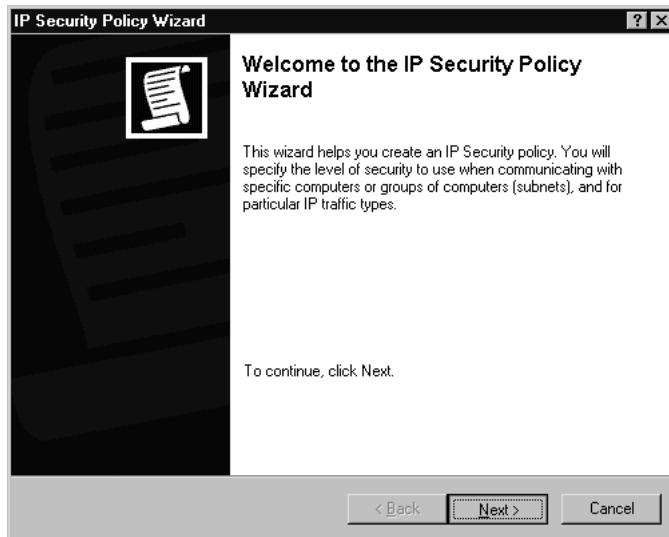 IP Security Policy Wizard
Welcome to the IP Security Policy
Wizard
This wizard helps you create an IP Security policy. You will
specify the level of security to use when communicating with
specific computers or groups of computers (subnets), and for
particular IP traffic types.
To continue, click Next.
< Back
Next >
Cancel